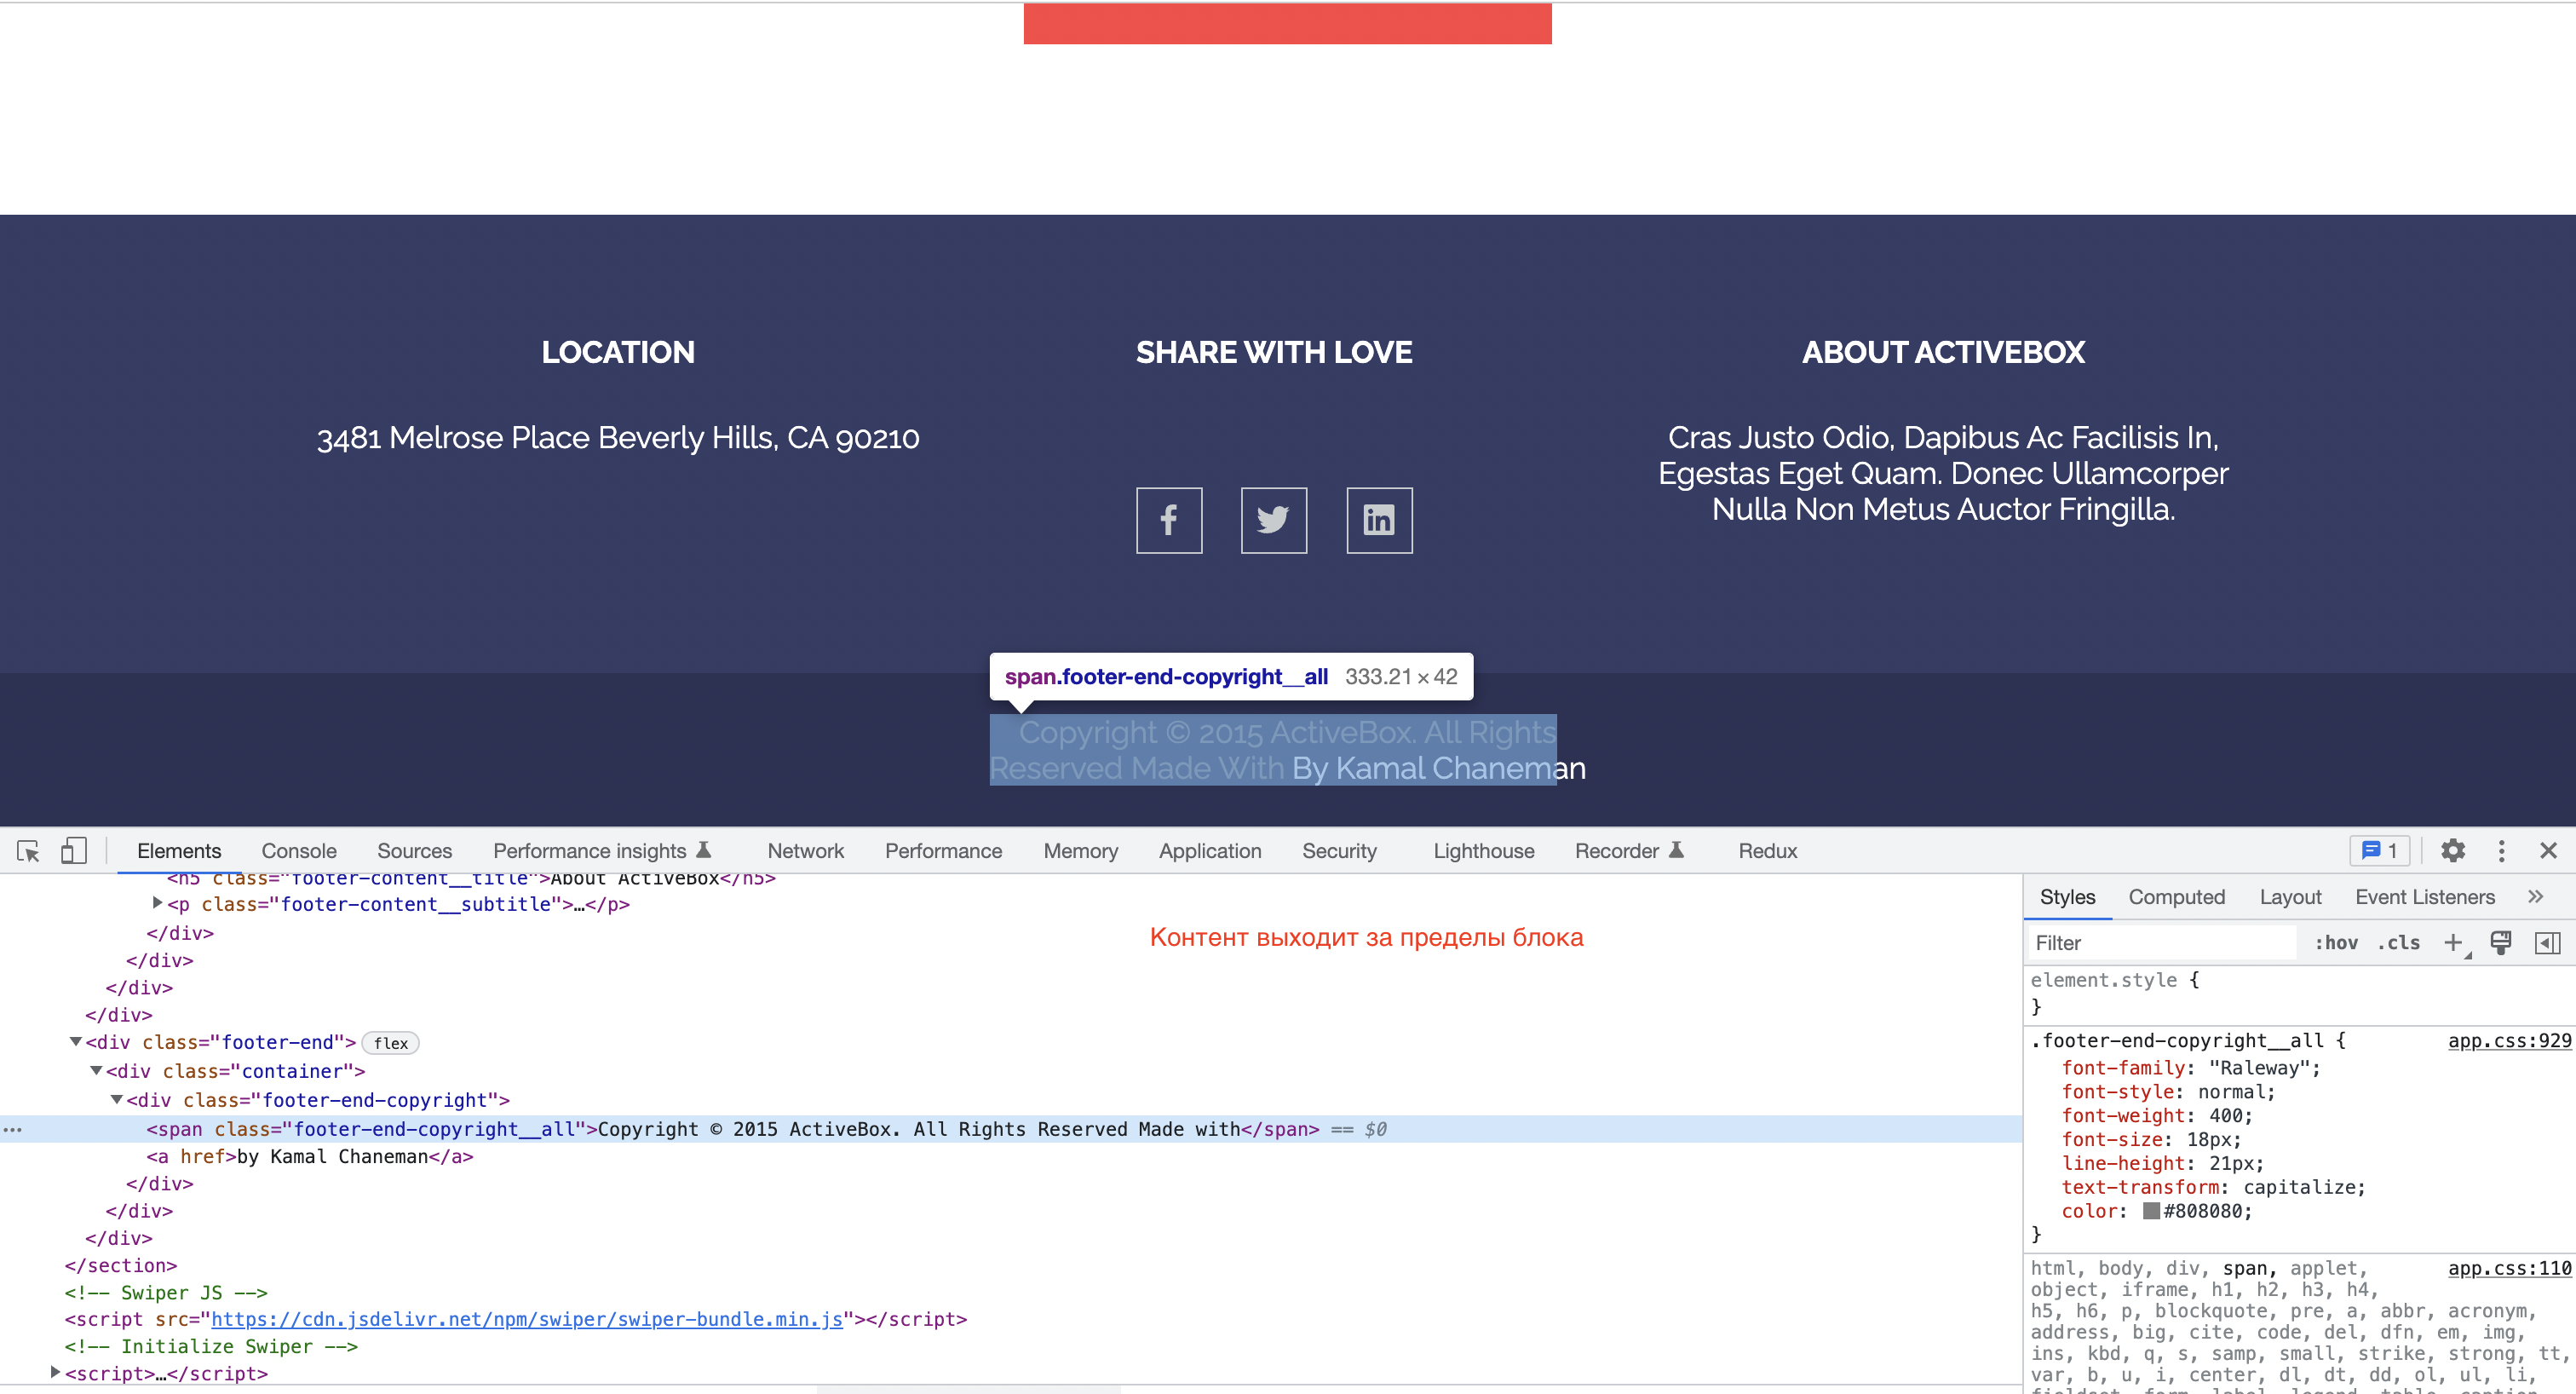 LOCATION
SHARE WITH LOVE
ABOUT ACTIVEBOX
3481 Melrose Place Beverly Hills, CA 90210
Cras Justo Odio, Dapibus Ac Facilisis In,
Egestas Eget Quam. Donec Ullamcorper
Nulla Non Metus Auctor Fringilla.
span.footer-end-copyright__all 333.21 × 42
Copyright © 2015 ActiveBox. All Rights
Reserved Made With By Kamal Chaneman
Elements Console Sources Performance insights Network Performance Memory Application Security Lighthouse Recorder Redux 1
<h5 class="footer-content__title">About ActiveBox</h5>
<p class="footer-content__subtitle">…</p>
</div>
</div>
</div>
</div>
<div class="footer-end"> flex
<div class="container">
<div class="footer-end-copyright">
<span class="footer-end-copyright__all">Copyright © 2015 ActiveBox. All Rights Reserved Made with</span> == $0
<a href>by Kamal Chaneman</a>
</div>
</div>
</div>
</section>
<!-- Swiper JS -->
<script src="https://cdn.jsdelivr.net/npm/swiper/swiper-bundle.min.js"></script>
<!-- Initialize Swiper -->
<script>…</script>
Контент выходит за пределы блока
Styles Computed Layout Event Listeners »
Filter :hov .cls +
element.style {
}
.footer-end-copyright__all { app.css:929
font-family: "Raleway";
font-style: normal;
font-weight: 400;
font-size: 18px;
line-height: 21px;
text-transform: capitalize;
color: #808080;
}
html, body, div, span, applet, app.css:110
object, iframe, h1, h2, h3, h4,
h5, h6, p, blockquote, pre, a, abbr, acronym,
address, big, cite, code, del, dfn, em, img,
ins, kbd, q, s, samp, small, strike, strong, tt,
var, b, u, i, center, dl, dt, dd, ol, ul, li,